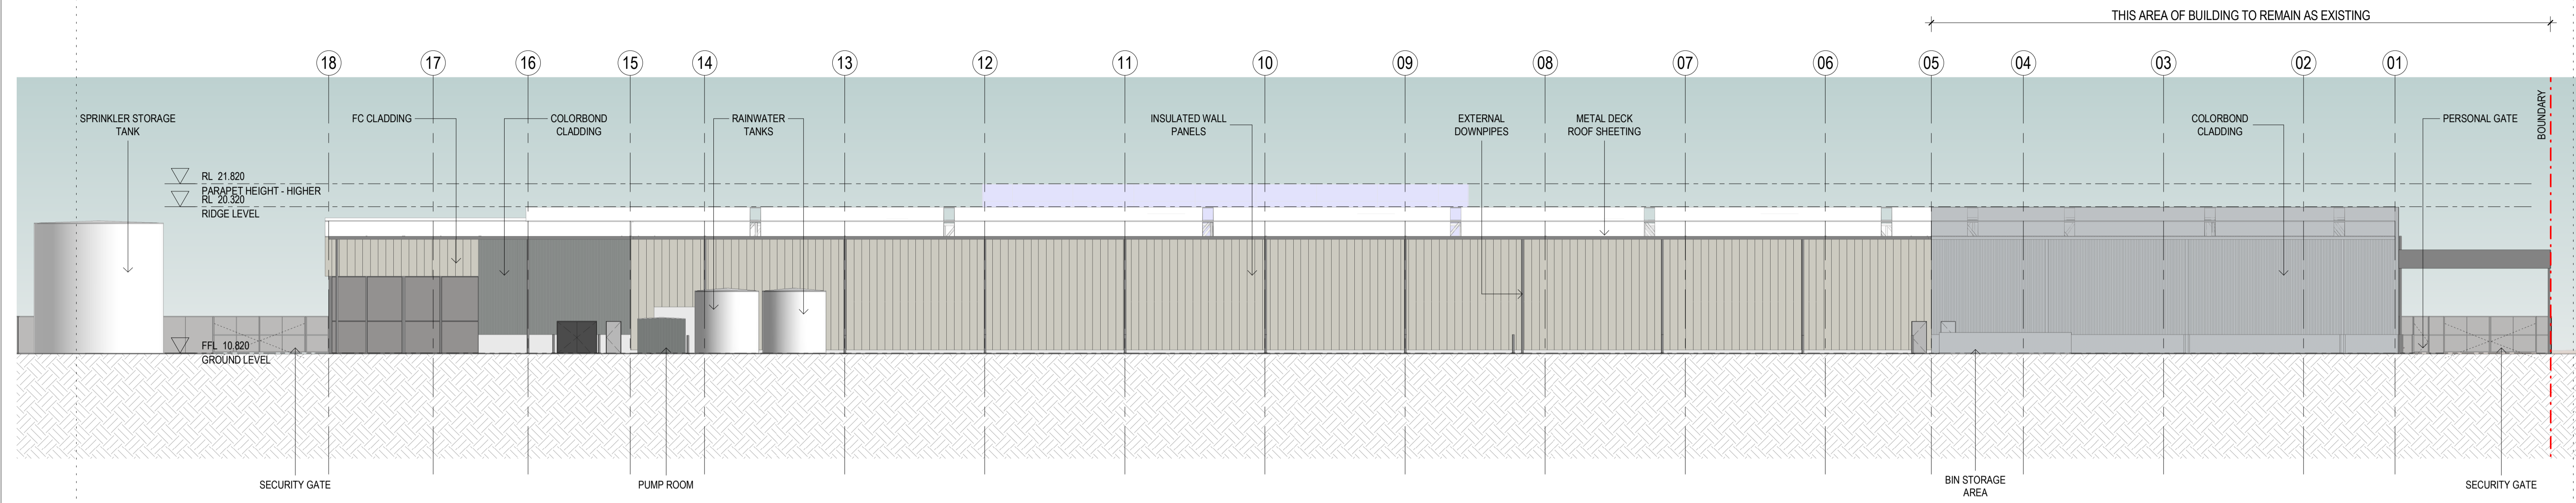 THIS AREA OF BUILDING TO REMAIN AS EXISTING
18 17 16 15 14 13 12 11 10 09 08 07 06 05 04 03 02 01
SPRINKLER STORAGE
TANK
FC CLADDING
COLORBOND
CLADDING
RAINWATER
TANKS
INSULATED WALL
PANELS
EXTERNAL
DOWNPIPES
METAL DECK
ROOF SHEETING
COLORBOND
CLADDING
PERSONAL GATE
BOUNDARY
RL 21.820
PARAPET HEIGHT - HIGHER
RL 20.320
RIDGE LEVEL
FFL 10.820
GROUND LEVEL
SECURITY GATE
PUMP ROOM
BIN STORAGE
AREA
SECURITY GATE